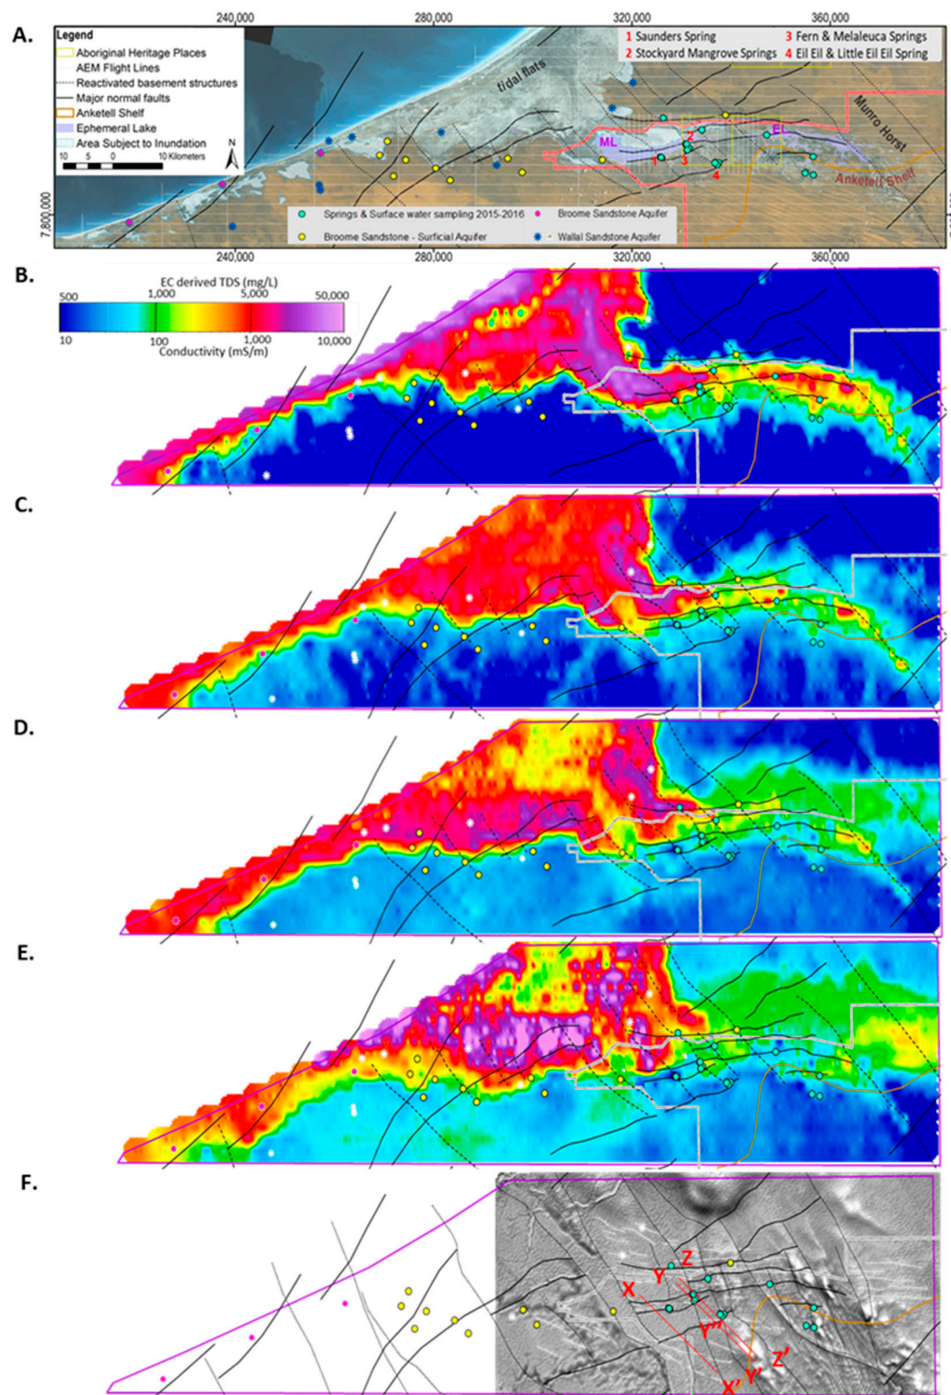 240,000 280,000 320,000 360,000
A.
Legend
Aboriginal Heritage Places
AEM Flight Lines
Reactivated basement structures
Major normal faults
Anketell Shelf
Ephemeral Lake
Area Subject to Inundation
10 5 0 10 Kilometers
N
1 Saunders Spring
2 Stockyard Mangrove Springs
3 Fern & Melaleuca Springs
4 Eil Eil & Little Eil Eil Spring
tidal flats
Munro Horst
ML
EL
2
1
3
4
Anketell Shelf
7,800,000
Springs & Surface water sampling 2015-2016
Broome Sandstone Aquifer
Broome Sandstone - Surficial Aquifer
Wallal Sandstone Aquifer
240,000 280,000 320,000 360,000
B.
EC derived TDS (mg/L)
500 1,000 5,000 50,000
10 100 1,000 10,000
Conductivity (mS/m)
C.
D.
E.
F.
Z
Y
X
Y''
Z'
Y'
X'